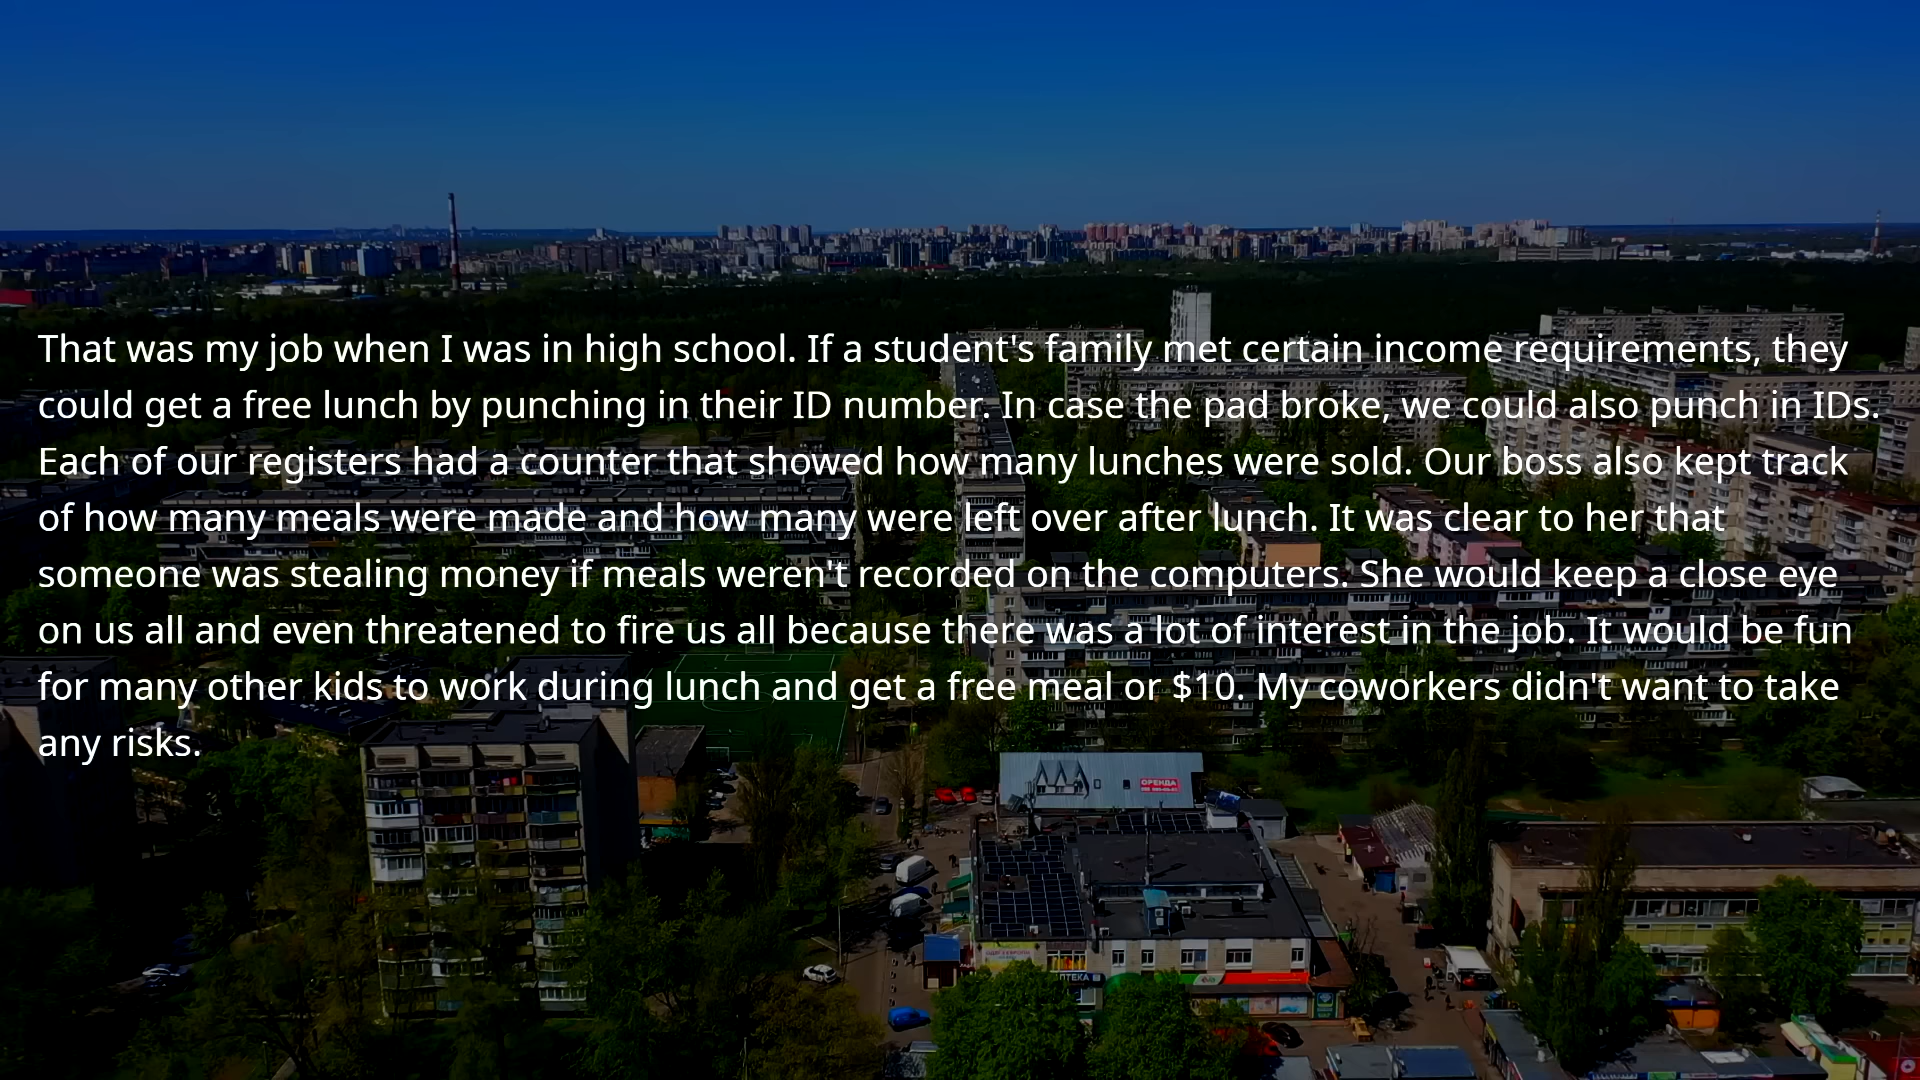 That was my job when I was in high school. If a student's family met certain income requirements, they
could get a free lunch by punching in their ID number. In case the pad broke, we could also punch in IDs.
Each of our registers had a counter that showed how many lunches were sold. Our boss also kept track
of how many meals were made and how many were left over after lunch. It was clear to her that
someone was stealing money if meals weren't recorded on the computers. She would keep a close eye
on us all and even threatened to fire us all because there was a lot of interest in the job. It would be fun
for many other kids to work during lunch and get a free meal or $10. My coworkers didn't want to take
any risks.
ОРЕНДА
ПТЕКА